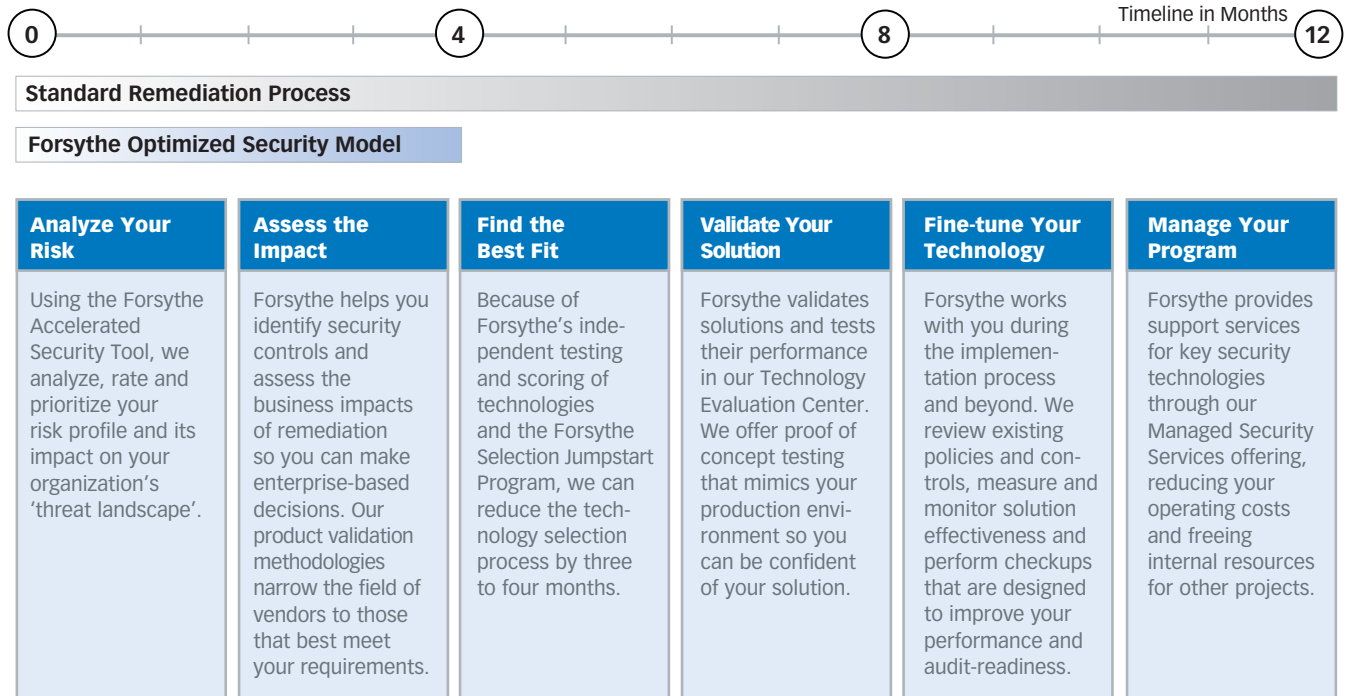 Timeline in Months
0
4
8
12
Standard Remediation Process
Forsythe Optimized Security Model
Analyze Your
Risk
Using the Forsythe
Accelerated
Security Tool, we
analyze, rate and
prioritize your
risk profile and its
impact on your
organization's
‘threat landscape’.
Assess the
Impact
Forsythe helps you
identify security
controls and
assess the
business impacts
of remediation
so you can make
enterprise-based
decisions. Our
product validation
methodologies
narrow the field of
vendors to those
that best meet
your requirements.
Find the
Best Fit
Because of
Forsythe’s inde-
pendent testing
and scoring of
technologies
and the Forsythe
Selection Jumpstart
Program, we can
reduce the tech-
nology selection
process by three
to four months.
Validate Your
Solution
Forsythe validates
solutions and tests
their performance
in our Technology
Evaluation Center.
We offer proof of
concept testing
that mimics your
production envi-
ronment so you
can be confident
of your solution.
Fine-tune Your
Technology
Forsythe works
with you during
the implemen-
tation process
and beyond. We
review existing
policies and con-
trols, measure and
monitor solution
effectiveness and
perform checkups
that are designed
to improve your
performance and
audit-readiness.
Manage Your
Program
Forsythe provides
support services
for key security
technologies
through our
Managed Security
Services offering,
reducing your
operating costs
and freeing
internal resources
for other projects.